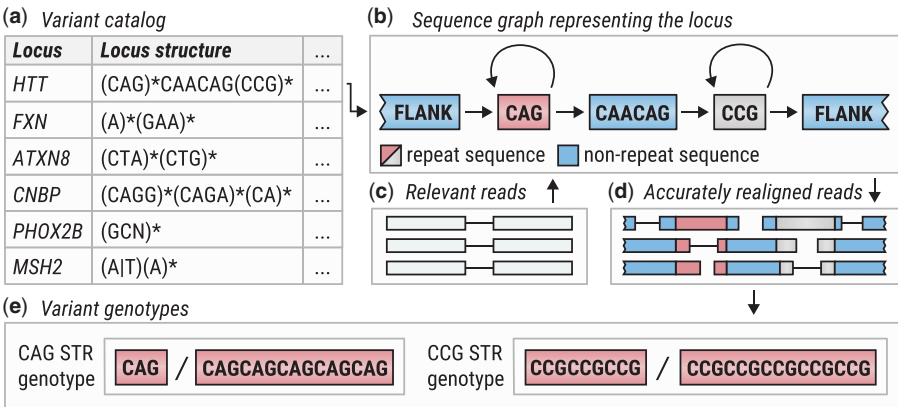 (a) Variant catalog
Locus Locus structure ...
HTT (CAG)*CAACAG(CCG)* ...
FXN (A)*(GAA)* ...
ATXN8 (CTA)*(CTG)* ...
CNBP (CAGG)*(CAGA)*(CA)* ...
PHOX2B (GCN)* ...
MSH2 (A|T)(A)* ...
(b) Sequence graph representing the locus
FLANK CAG CAACAG CCG FLANK
repeat sequence non-repeat sequence
(c) Relevant reads
(d) Accurately realigned reads
(e) Variant genotypes
CAG STR
genotype
CAG / CAGCAGCAGCAGCAG
CCG STR
genotype
CCGCCGCCG / CCGCCGCCGCCGCCG